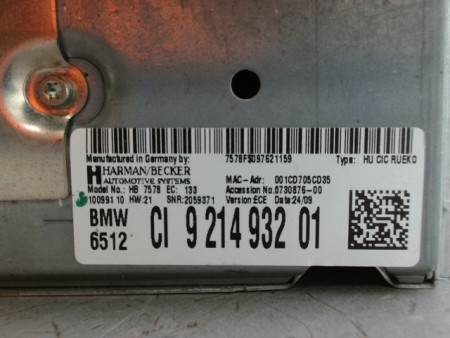 Manufactured in Germany by: 7578FS097621159 Type: HU CIC RUEKO
HARMAN/BECKER
AUTOMOTIVE SYSTEMS
MAC-Adr: 001CD705CD35
Model No.: HB 7578 EC: 133 Accession No.6730876-00
10099110 HW:21 SNR:2059371 Version:ECE Date:24/09
BMW
6512 CI 9 214 932 01